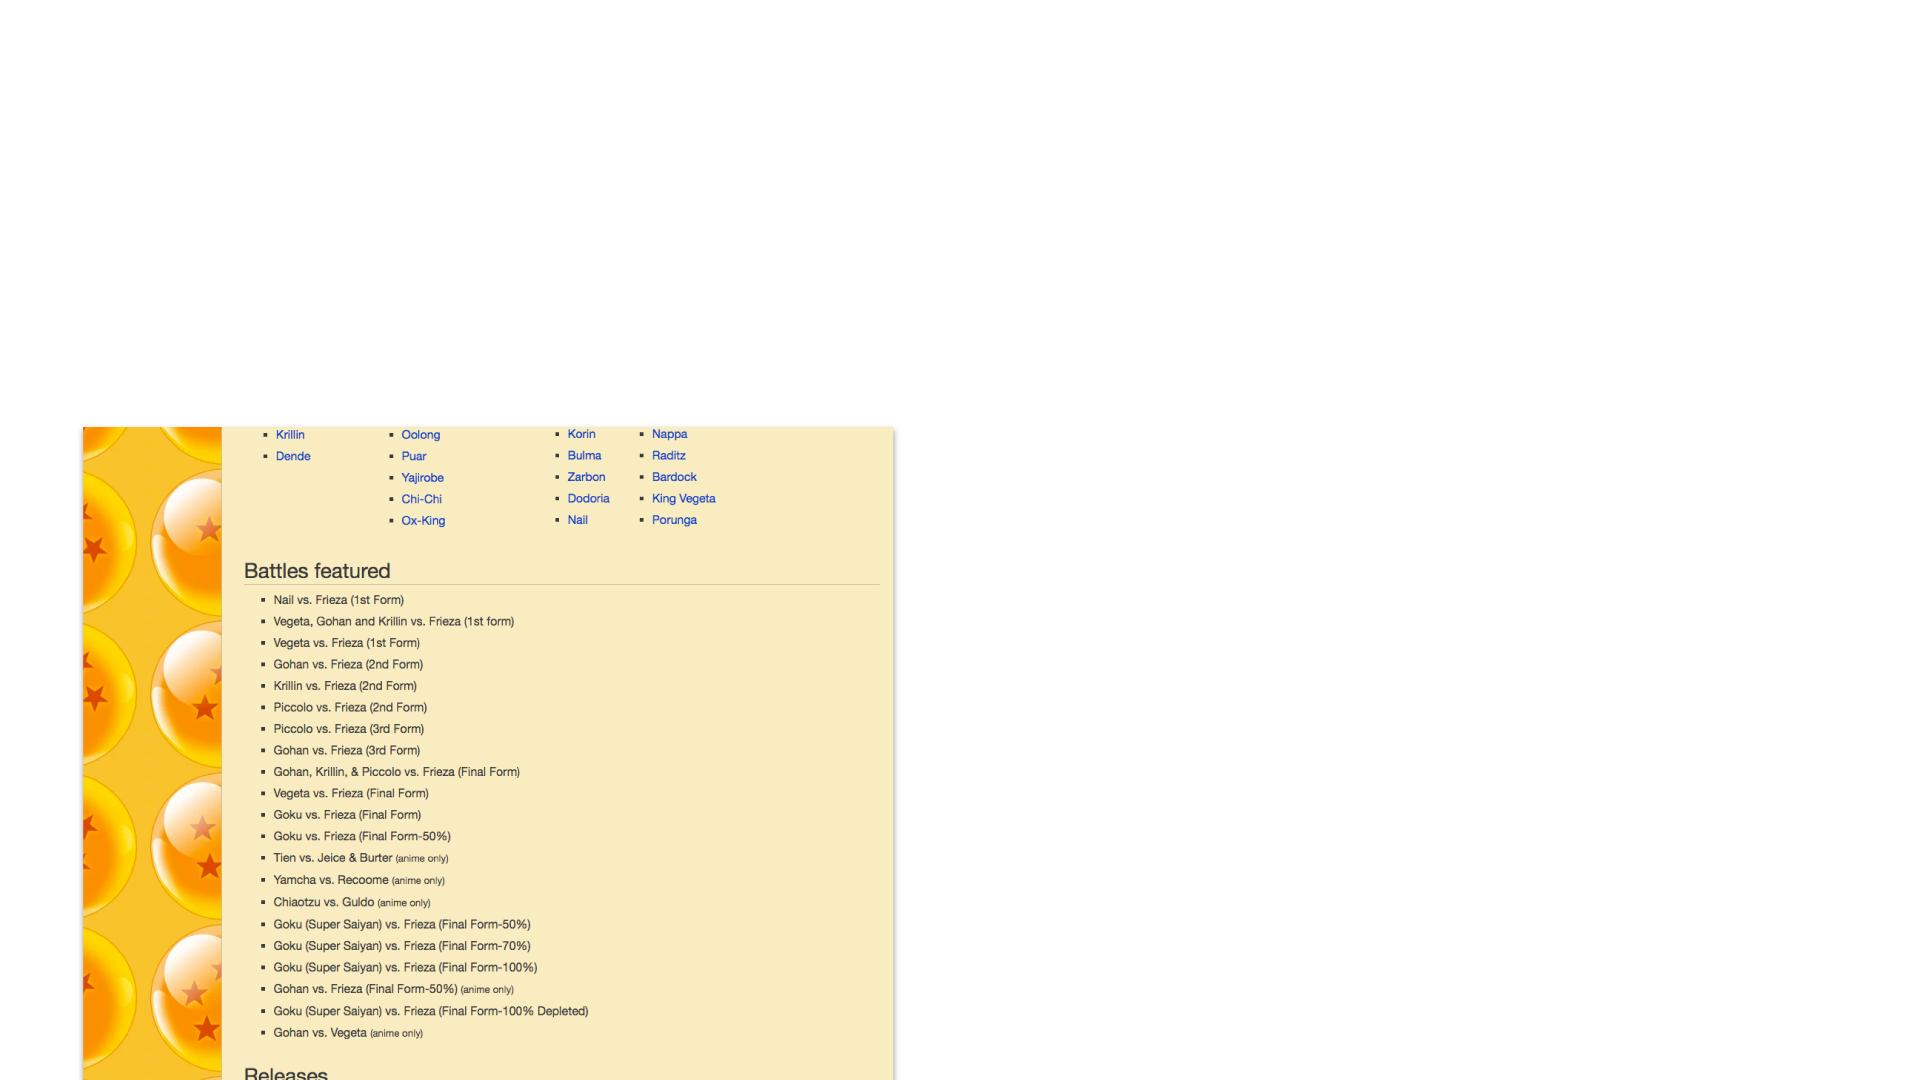 Krillin
Dende
Oolong
Puar
Yajirobe
Chi-Chi
Ox-King
Korin
Bulma
Zarbon
Dodoria
Nail
Nappa
Raditz
Bardock
King Vegeta
Porunga
Battles featured
Nail vs. Frieza (1st Form)
Vegeta, Gohan and Krillin vs. Frieza (1st form)
Vegeta vs. Frieza (1st Form)
Gohan vs. Frieza (2nd Form)
Krillin vs. Frieza (2nd Form)
Piccolo vs. Frieza (2nd Form)
Piccolo vs. Frieza (3rd Form)
Gohan vs. Frieza (3rd Form)
Gohan, Krillin, & Piccolo vs. Frieza (Final Form)
Vegeta vs. Frieza (Final Form)
Goku vs. Frieza (Final Form)
Goku vs. Frieza (Final Form-50%)
Tien vs. Jeice & Burter (anime only)
Yamcha vs. Recoome (anime only)
Chiaotzu vs. Guldo (anime only)
Goku (Super Saiyan) vs. Frieza (Final Form-50%)
Goku (Super Saiyan) vs. Frieza (Final Form-70%)
Goku (Super Saiyan) vs. Frieza (Final Form-100%)
Gohan vs. Frieza (Final Form-50%) (anime only)
Goku (Super Saiyan) vs. Frieza (Final Form-100% Depleted)
Gohan vs. Vegeta (anime only)
Releases